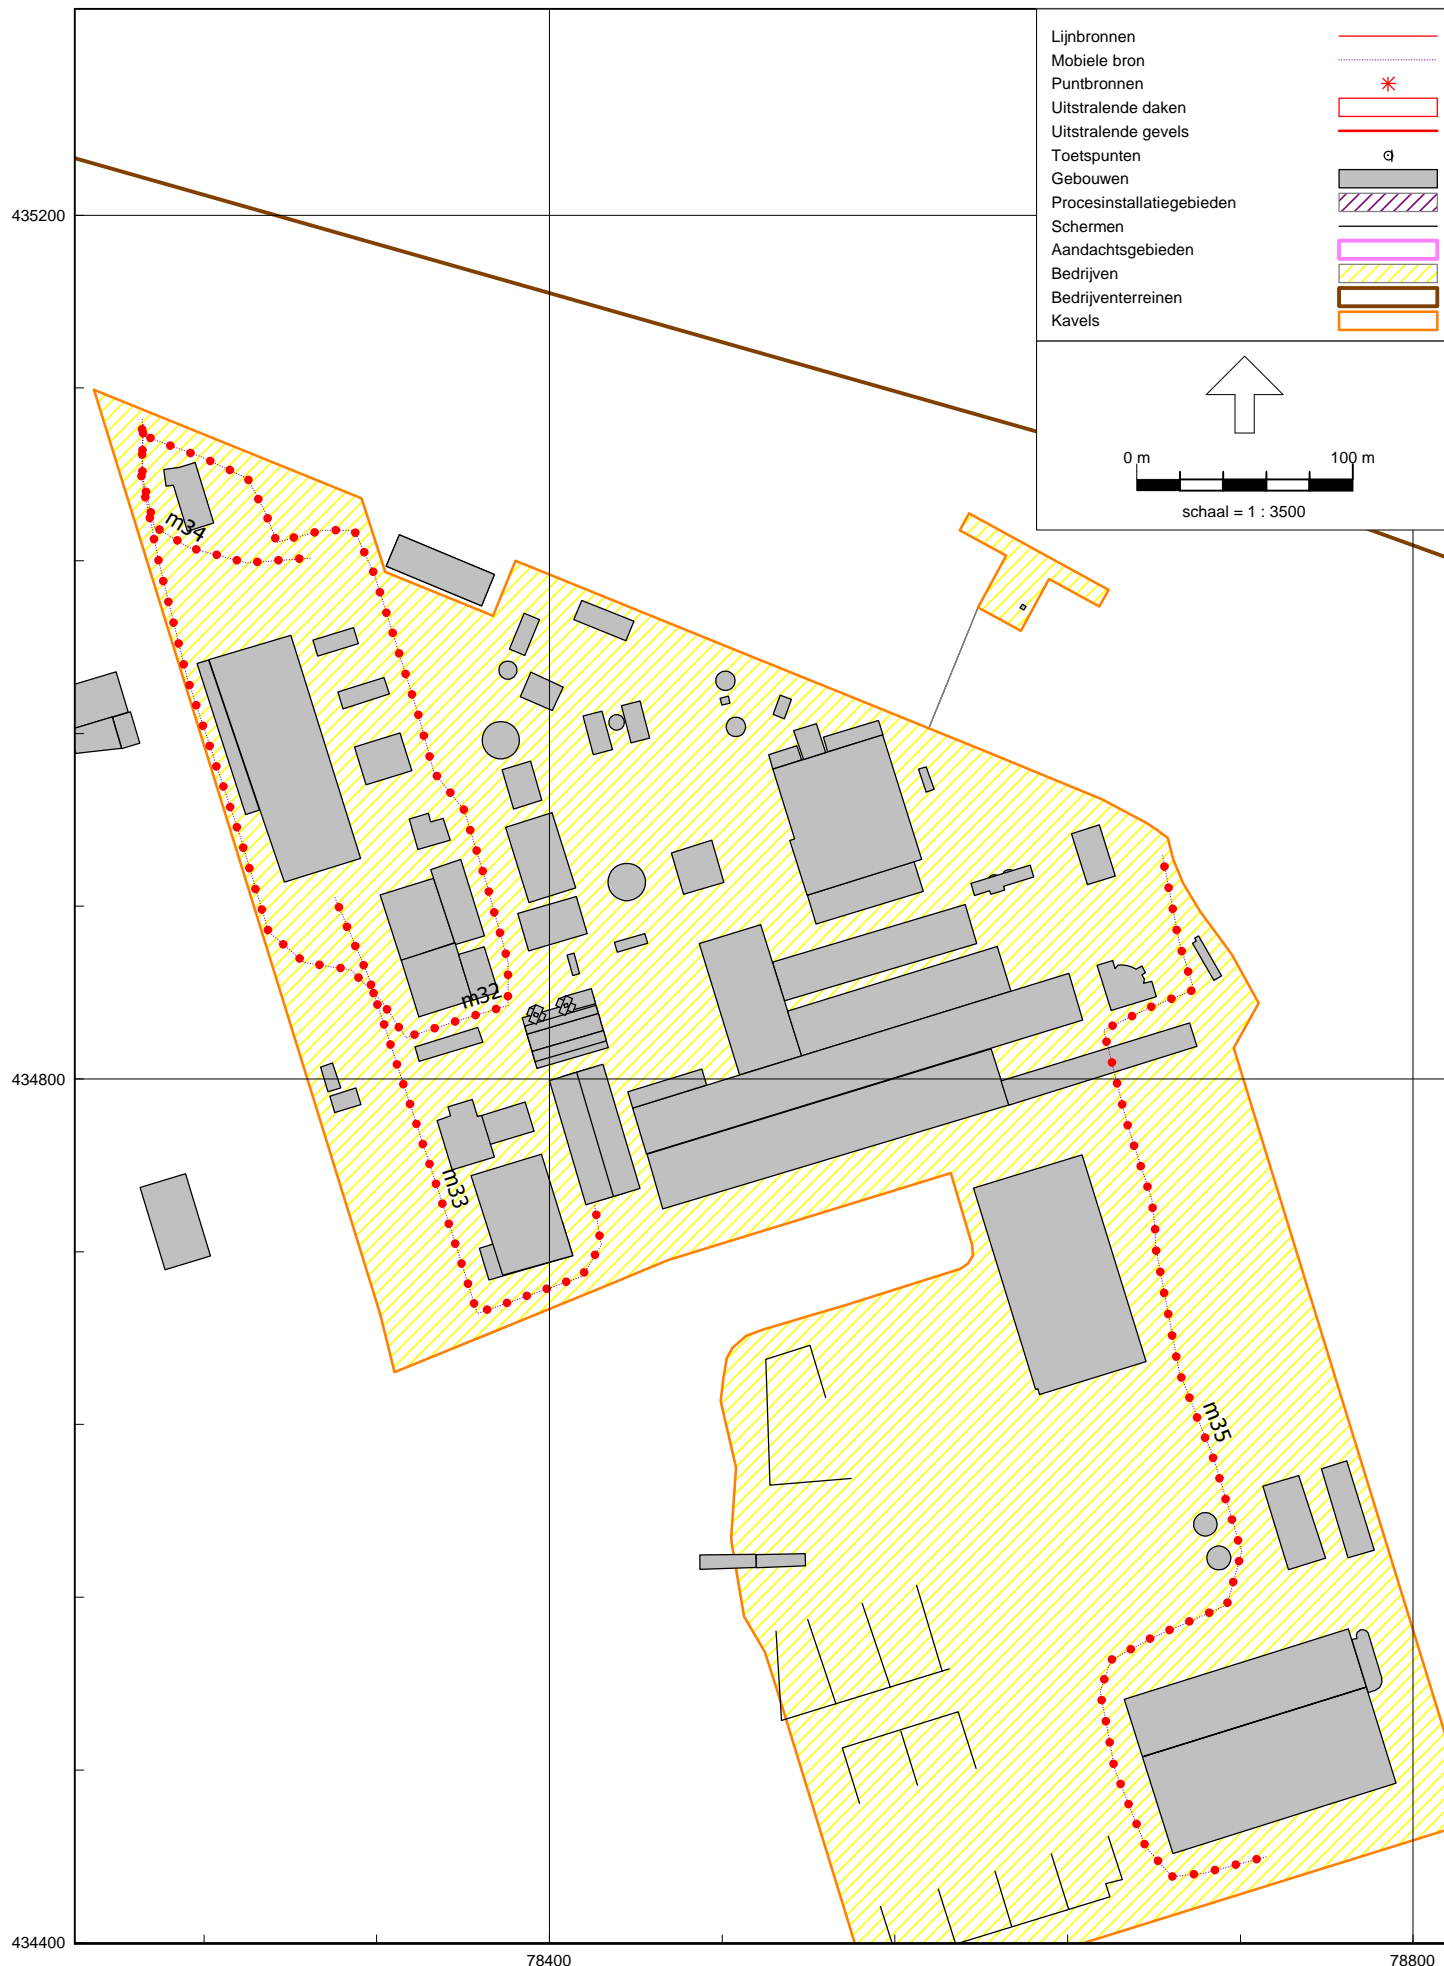 Lijnbronnen
Mobiele bron
Puntbronnen
Uitstralende daken
Uitstralende gevels
Toetspunten
Gebouwen
Procesinstallatiegebieden
Schermen
Aandachtsgebieden
Bedrijven
Bedrijventerreinen
Kavels
0 m 100 m
schaal = 1 : 3500
435200
m34
m32
434800
m33
m35
434400
78400 78800